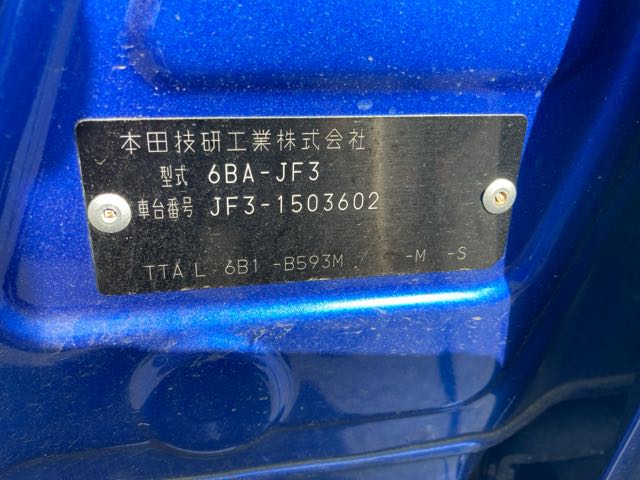 本田技研工業株式会社
型式 6BA-JF3
車台番号 JF3-1503602
TTA L 6B1 -B593M / -M -S